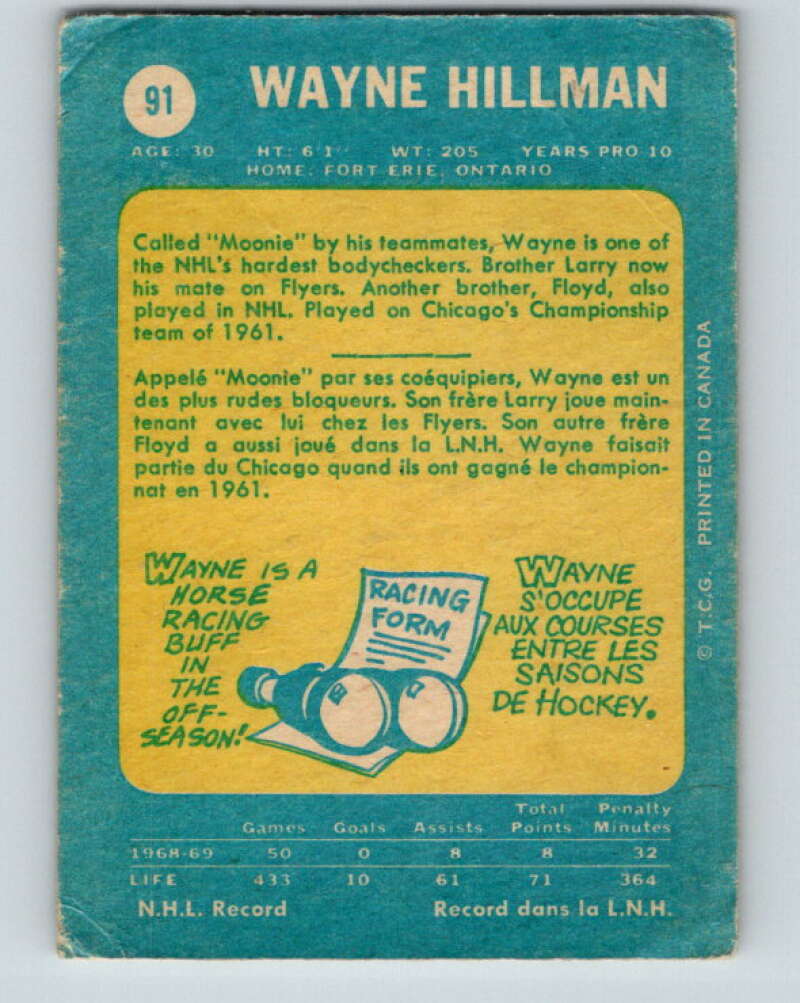 91
WAYNE HILLMAN
AGE: 30 HT: 6'1" WT: 205 YEARS PRO 10
HOME: FORT ERIE, ONTARIO
Called "Moonie" by his teammates, Wayne is one of
the NHL's hardest bodycheckers. Brother Larry now
his mate on Flyers. Another brother, Floyd, also
played in NHL. Played on Chicago's Championship
team of 1961.
Appelé "Moonie" par ses coéquipiers, Wayne est un
des plus rudes bloqueurs. Son frère Larry joue main-
tenant avec lui chez les Flyers. Son autre frère
Floyd a aussi joué dans la L.N.H. Wayne faisait
partie du Chicago quand ils ont gagné le champion-
nat en 1961.
WAYNE IS A
HORSE
RACING
BUFF
IN
THE
OFF-
SEASON!
RACING
FORM
WAYNE
S'OCCUPE
AUX COURSES
ENTRE LES
SAISONS
DE HOCKEY.
© T.C.G. PRINTED IN CANADA
Total Penalty
Games Goals Assists Points Minutes
1968-69 50 0 8 8 32
LIFE 433 10 61 71 364
N.H.L. Record Record dans la L.N.H.